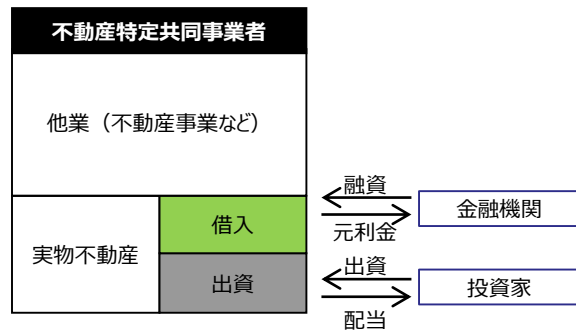 不動産特定共同事業者
他業（不動産事業など）
実物不動産
借入
出資
融資
元利金
金融機関
出資
配当
投資家